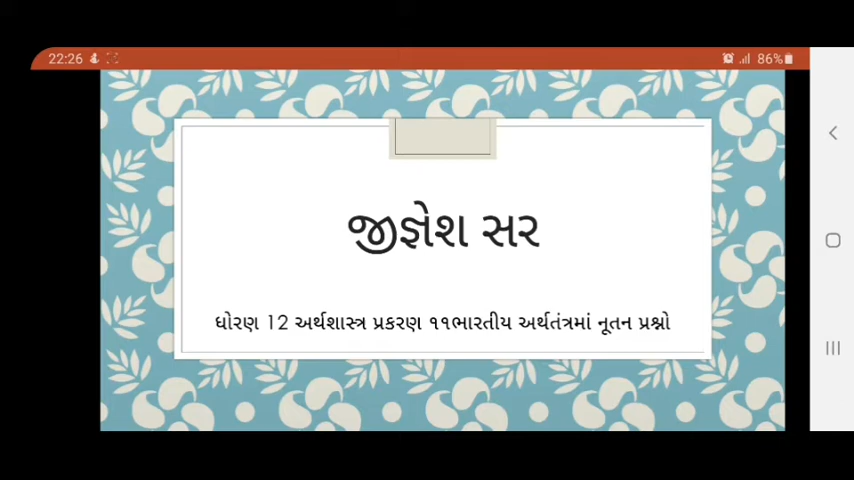 22:26
86%
જીજ્ઞેશ સર
ધોરણ 12 અર્થશાસ્ત્ર પ્રકરણ ૧૧ભારતીય અર્થતંત્રમાં નૂતન પ્રશ્નો